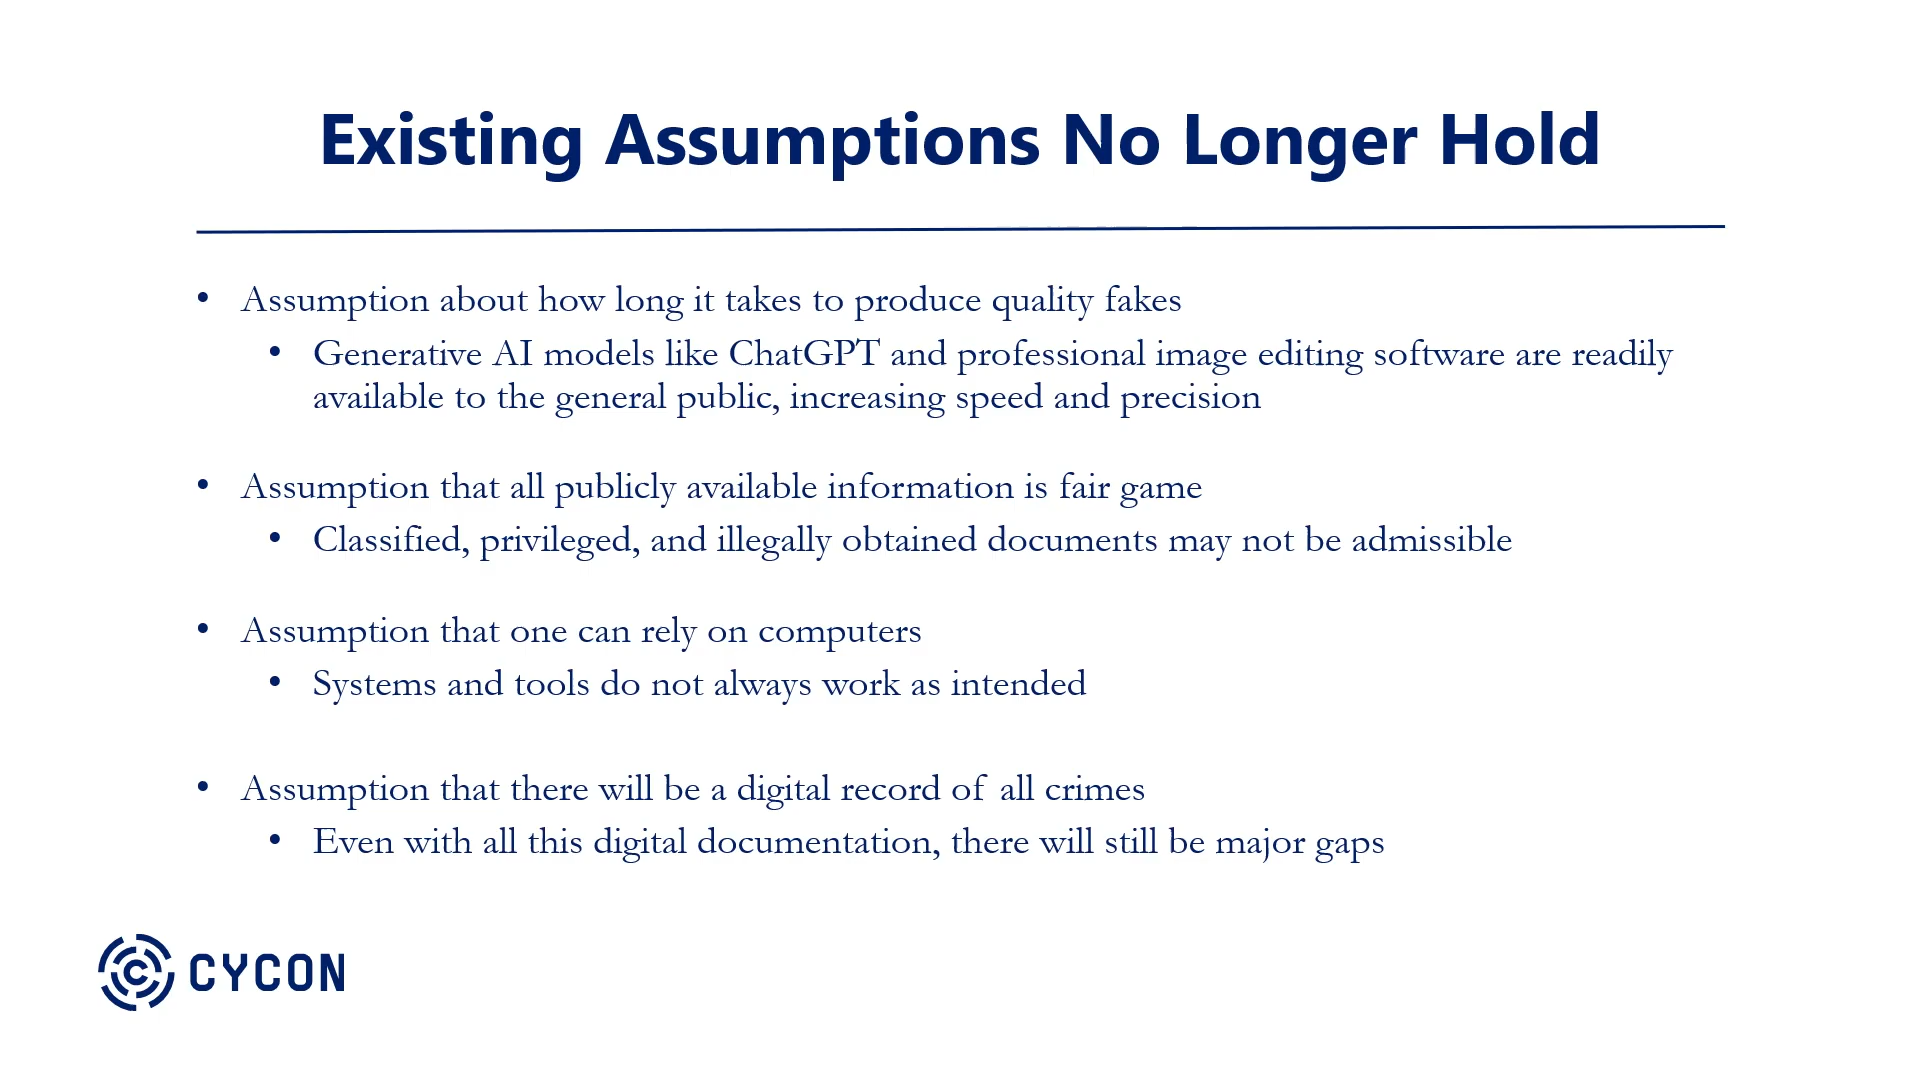 Existing Assumptions No Longer Hold
• Assumption about how long it takes to produce quality fakes
• Generative AI models like ChatGPT and professional image editing software are readily
available to the general public, increasing speed and precision
• Assumption that all publicly available information is fair game
• Classified, privileged, and illegally obtained documents may not be admissible
• Assumption that one can rely on computers
• Systems and tools do not always work as intended
• Assumption that there will be a digital record of all crimes
• Even with all this digital documentation, there will still be major gaps
CYCON